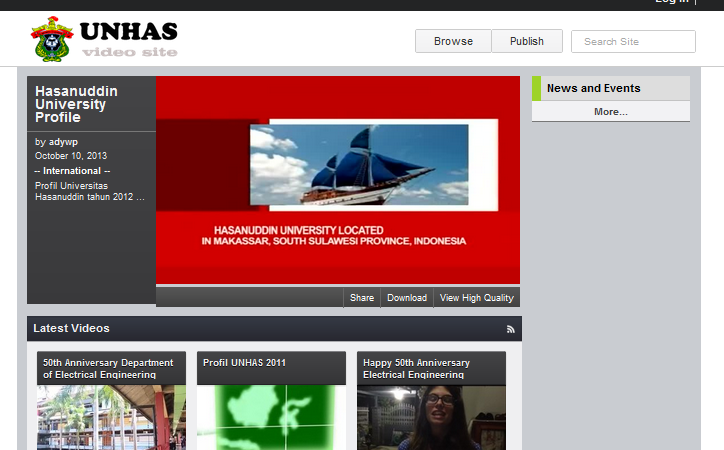 Log in
UNHAS
video site
Browse
Publish
Search Site
Hasanuddin
University
Profile
by adywp
October 10, 2013
-- International --
Profil Universitas
Hasanuddin tahun 2012 ...
HASANUDDIN UNIVERSITY LOCATED
IN MAKASSAR, SOUTH SULAWESI PROVINCE, INDONESIA
Share
Download
View High Quality
News and Events
More...
Latest Videos
50th Anniversary Department
of Electrical Engineering
Profil UNHAS 2011
Happy 50th Anniversary
Electrical Engineering